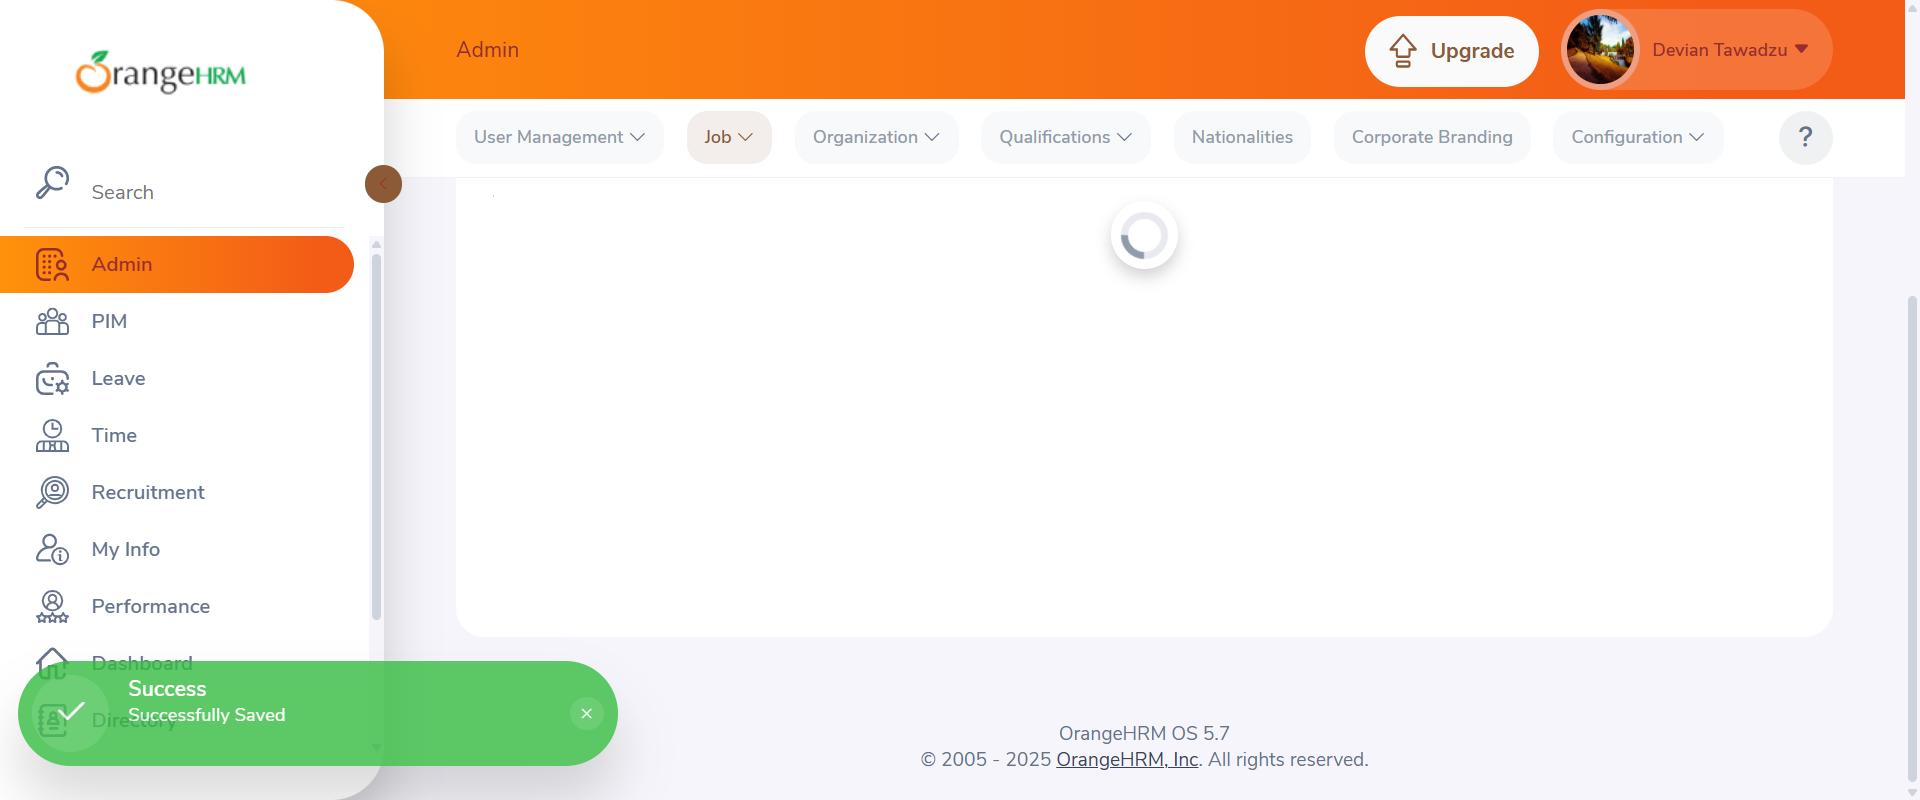 OrangeHRM
Admin
Upgrade
Devian Tawadzu
User Management
Job
Organization
Qualifications
Nationalities
Corporate Branding
Configuration
?
Search
Admin
PIM
Leave
Time
Recruitment
My Info
Performance
Dashboard
Directory
Success
Successfully Saved
OrangeHRM OS 5.7
© 2005 - 2025 OrangeHRM, Inc. All rights reserved.